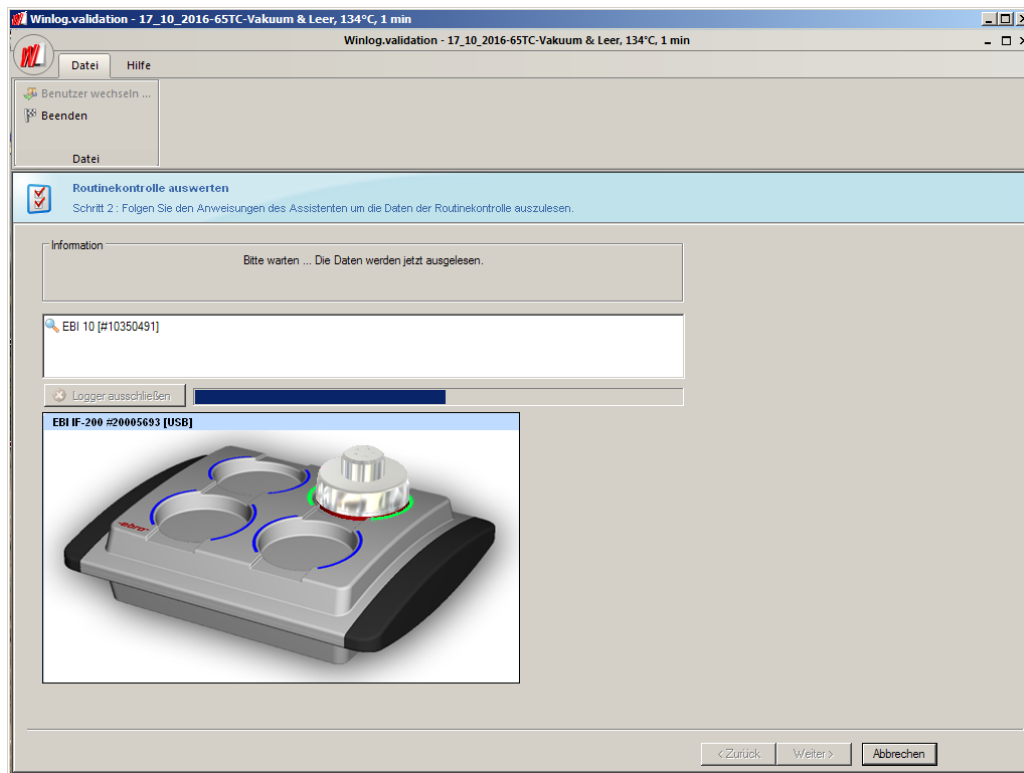 Winlog.validation - 17_10_2016-65TC-Vakuum & Leer, 134°C, 1 min
Winlog.validation - 17_10_2016-65TC-Vakuum & Leer, 134°C, 1 min
Datei Hilfe
Benutzer wechseln ...
Beenden
Datei
Routinekontrolle auswerten
Schritt 2 : Folgen Sie den Anweisungen des Assistenten um die Daten der Routinekontrolle auszulesen.
Information
Bitte warten ... Die Daten werden jetzt ausgelesen.
EBI 10 [#10350491]
Logger ausschließen
EBI IF-200 #20005693 [USB]
ebro
< Zurück Weiter > Abbrechen